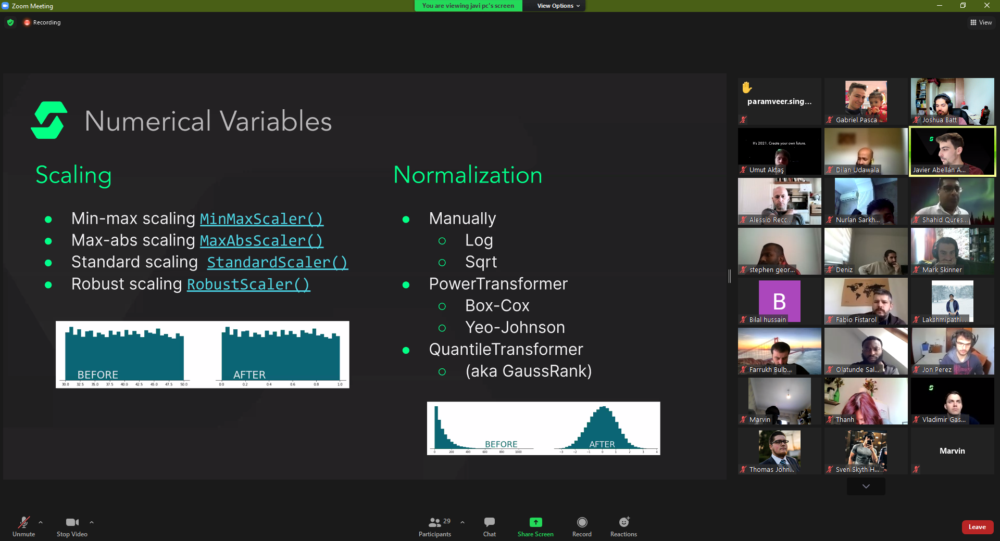 Zoom Meeting
You are viewing javi pc's screen
View Options
Recording
View
Numerical Variables
Scaling
Min-max scaling MinMaxScaler()
Max-abs scaling MaxAbsScaler()
Standard scaling StandardScaler()
Robust scaling RobustScaler()
BEFORE
30.0 32.5 35.0 37.5 40.0 42.5 45.0 47.5 50.0
AFTER
0.0 0.2 0.4 0.6 0.8 1.0
Normalization
Manually
Log
Sqrt
PowerTransformer
Box-Cox
Yeo-Johnson
QuantileTransformer
(aka GaussRank)
BEFORE
0 200 400 600 800 1000
AFTER
−3 −2 −1 0 1 2 3 4
paramveer.sing...
Gabriel Pasca
Joshua Batt
It's 2021. Create your own future.
Umut Aktaş
Dilan Udawala
Javier Abellán A...
Alessio Recc...
Nurlan Sarkh...
Shahid Qures...
stephen geor...
Deniz
Mark Skinner
B
Bilal hussain
Fabio Fistarol
Lakshmipathi...
Farrukh Bulb...
Olatunde Sal...
Jon Perez
Marvin
Thanh
Vladimir Gas...
Thomas John...
Sven Skyth H...
Marvin
Unmute
Stop Video
29
Participants
Chat
Share Screen
Record
Reactions
Leave